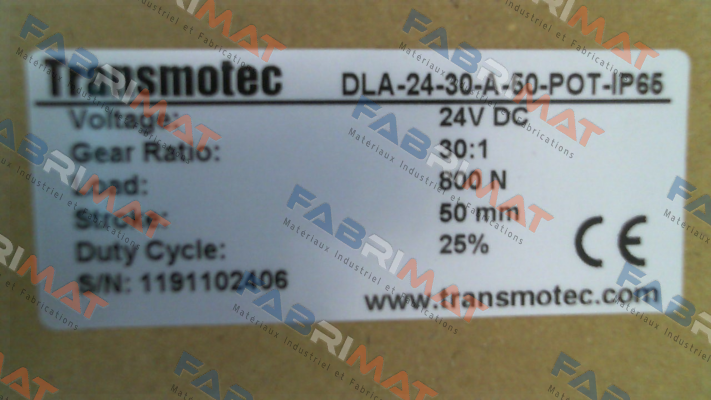 Transmotec DLA-24-30-A-50-POT-IP65
Voltage: 24V DC
Gear Ratio: 30:1
Load: 800 N
Stroke: 50 mm
Duty Cycle: 25%
S/N: 1191102406
CE
www.transmotec.com
FABRIMAT
Matériaux Industriel et Fabrications